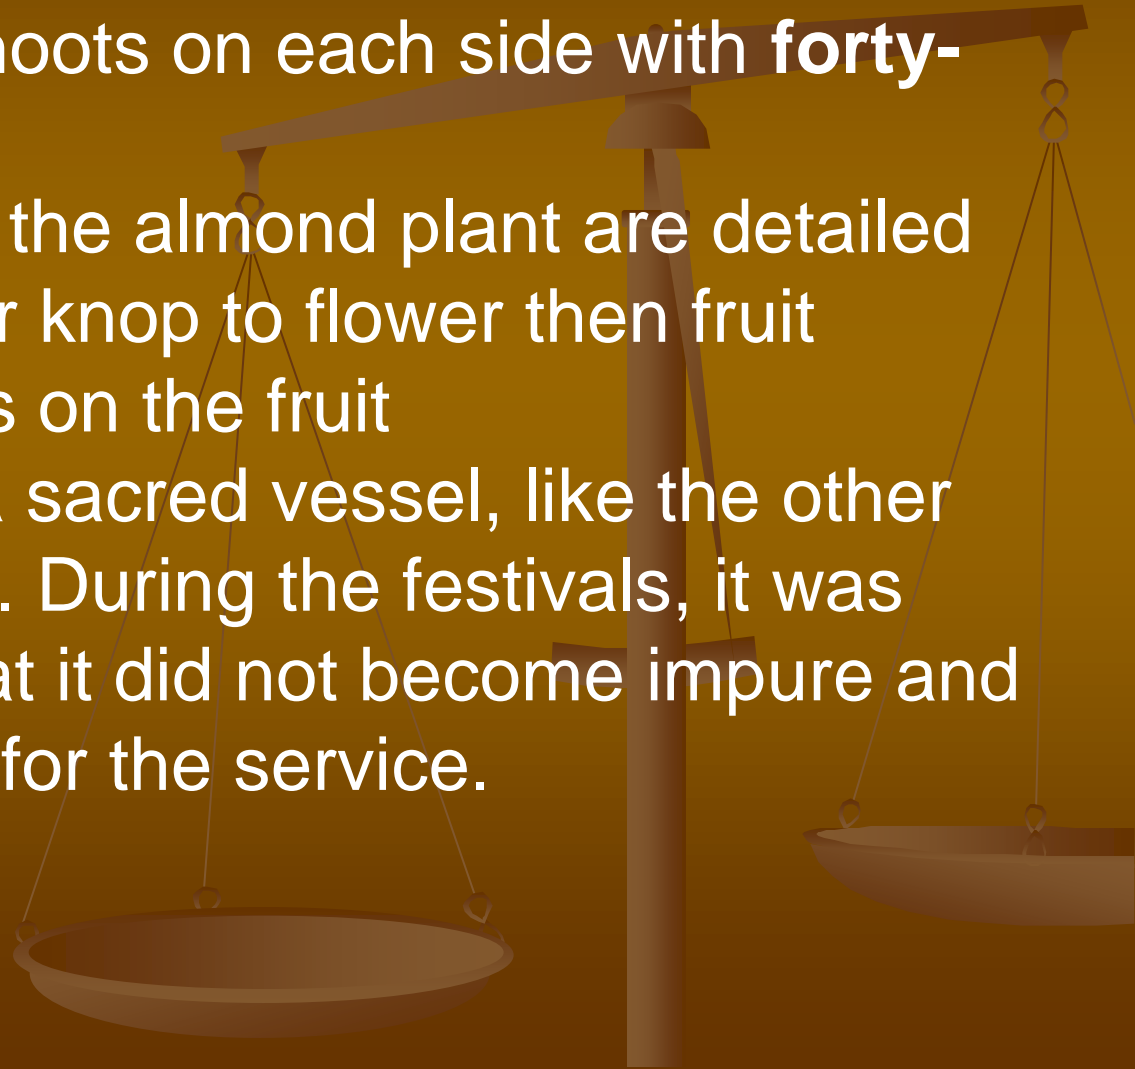 hoots on each side with forty-
the almond plant are detailed
r knop to flower then fruit
s on the fruit
sacred vessel, like the other
. During the festivals, it was
at it did not become impure and
for the service.